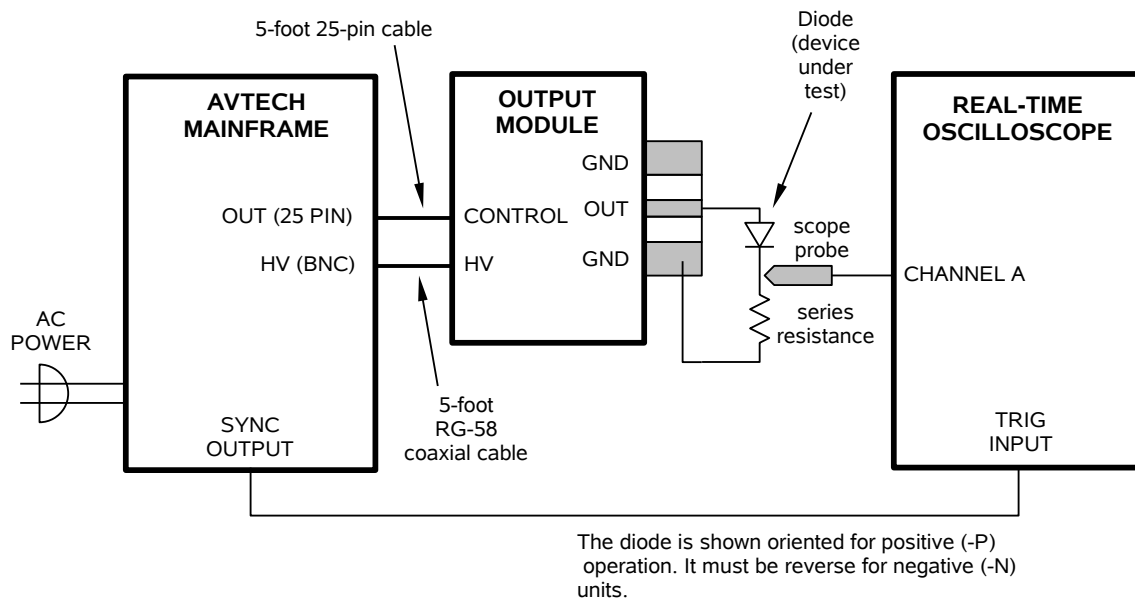 5-foot 25-pin cable
Diode
(device
under
test)
AVTECH
MAINFRAME
OUTPUT
MODULE
REAL-TIME
OSCILLOSCOPE
GND
OUT (25 PIN)
CONTROL
OUT
scope
probe
HV (BNC)
HV
GND
CHANNEL A
series
resistance
AC
POWER
5-foot
RG-58
coaxial cable
SYNC
OUTPUT
TRIG
INPUT
The diode is shown oriented for positive (-P)
operation. It must be reverse for negative (-N)
units.